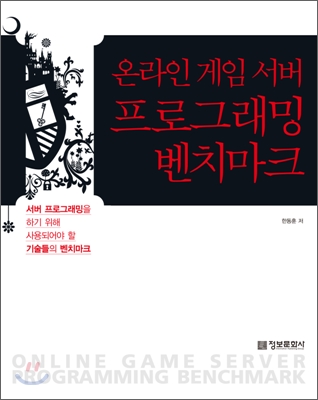 온라인 게임 서버
프로그래밍
벤치마크
한동훈 저
서버 프로그래밍을
하기 위해
사용되어야 할
기술들의 벤치마크
정보문화사
ONLINE GAME SERVER
PROGRAMMING BENCHMARK